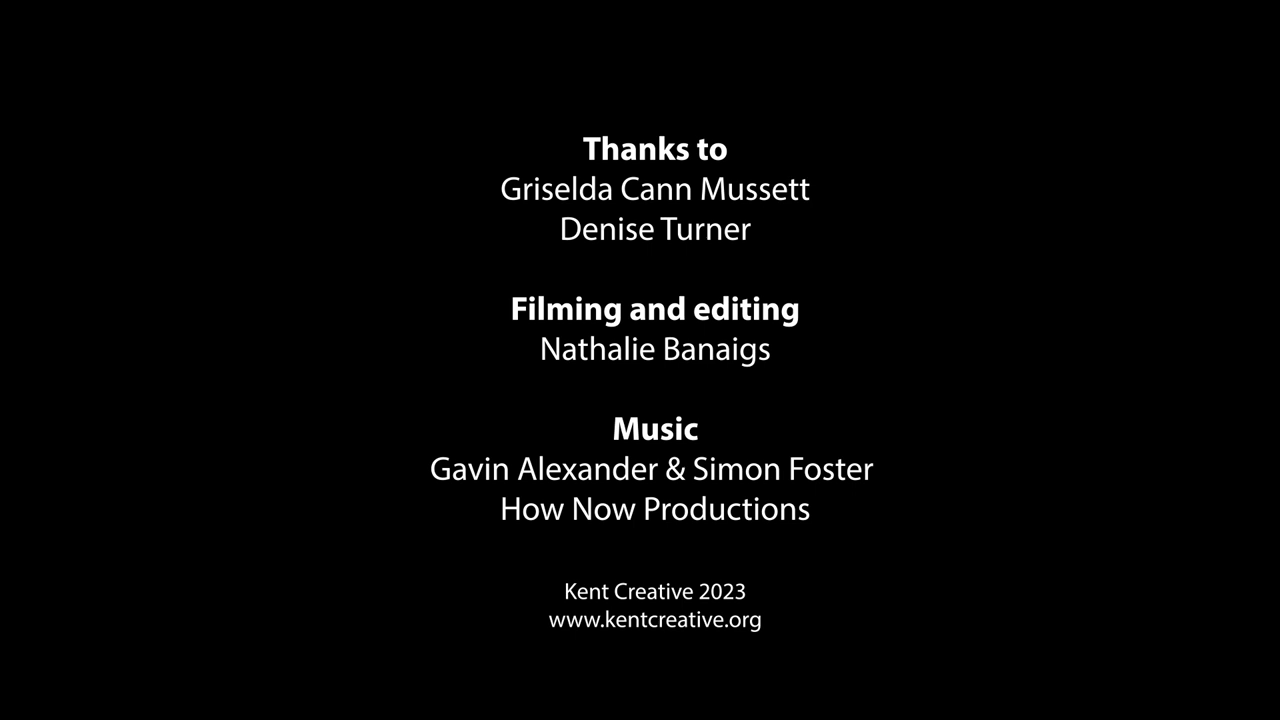 Thanks to
Griselda Cann Mussett
Denise Turner
Filming and editing
Nathalie Banaigs
Music
Gavin Alexander & Simon Foster
How Now Productions
Kent Creative 2023
www.kentcreative.org